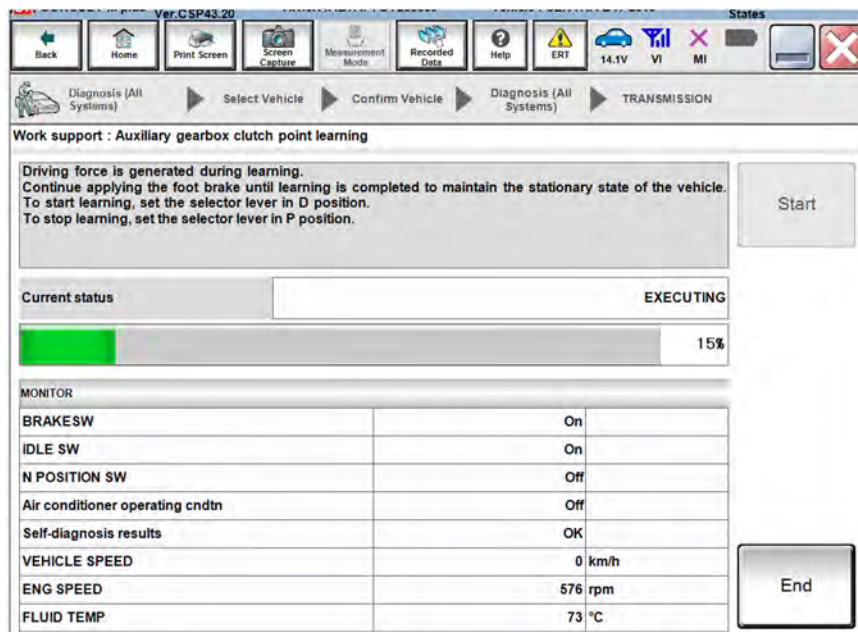 Ver.CSP43.20
States
Back
Home
Print Screen
Screen Capture
Measurement Mode
Recorded Data
Help
ERT
14.1V
VI
MI
Diagnosis (All Systems)
Select Vehicle
Confirm Vehicle
Diagnosis (All Systems)
TRANSMISSION
Work support : Auxiliary gearbox clutch point learning
Driving force is generated during learning.
Continue applying the foot brake until learning is completed to maintain the stationary state of the vehicle.
To start learning, set the selector lever in D position.
To stop learning, set the selector lever in P position.
Start
Current status EXECUTING
15%
MONITOR
BRAKESW On
IDLE SW On
N POSITION SW Off
Air conditioner operating cndtn Off
Self-diagnosis results OK
VEHICLE SPEED 0 km/h
ENG SPEED 576 rpm
FLUID TEMP 73 °C
End